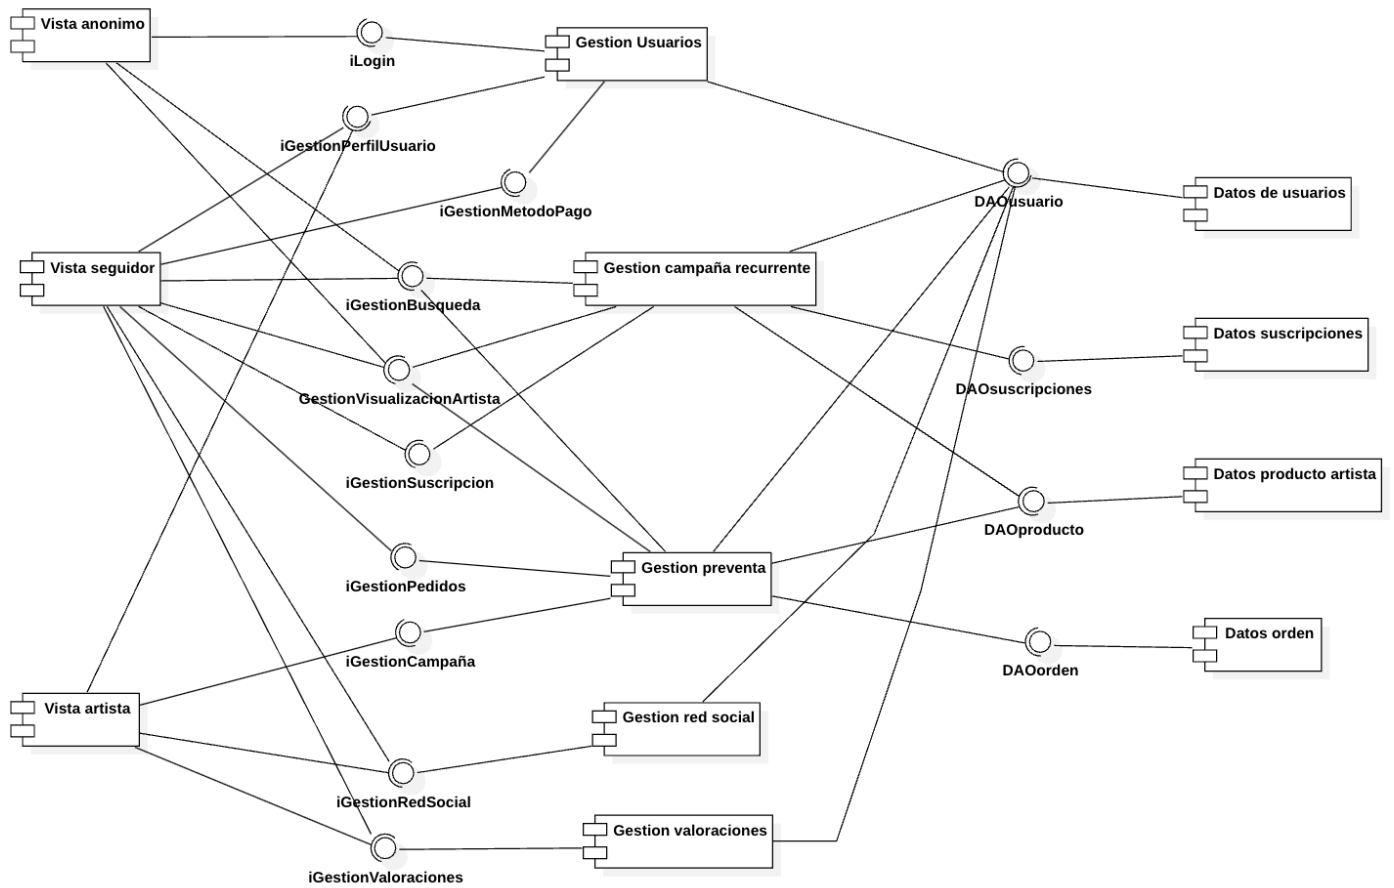 Vista anonimo
iLogin
Gestion Usuarios
iGestionPerfilUsuario
iGestionMetodoPago
DAOusuario
Datos de usuarios
Vista seguidor
iGestionBusqueda
Gestion campaña recurrente
Datos suscripciones
GestionVisualizacionArtista
DAOsuscripciones
iGestionSuscripcion
Datos producto artista
DAOproducto
iGestionPedidos
Gestion preventa
iGestionCampaña
Datos orden
DAOorden
Vista artista
Gestion red social
iGestionRedSocial
Gestion valoraciones
iGestionValoraciones